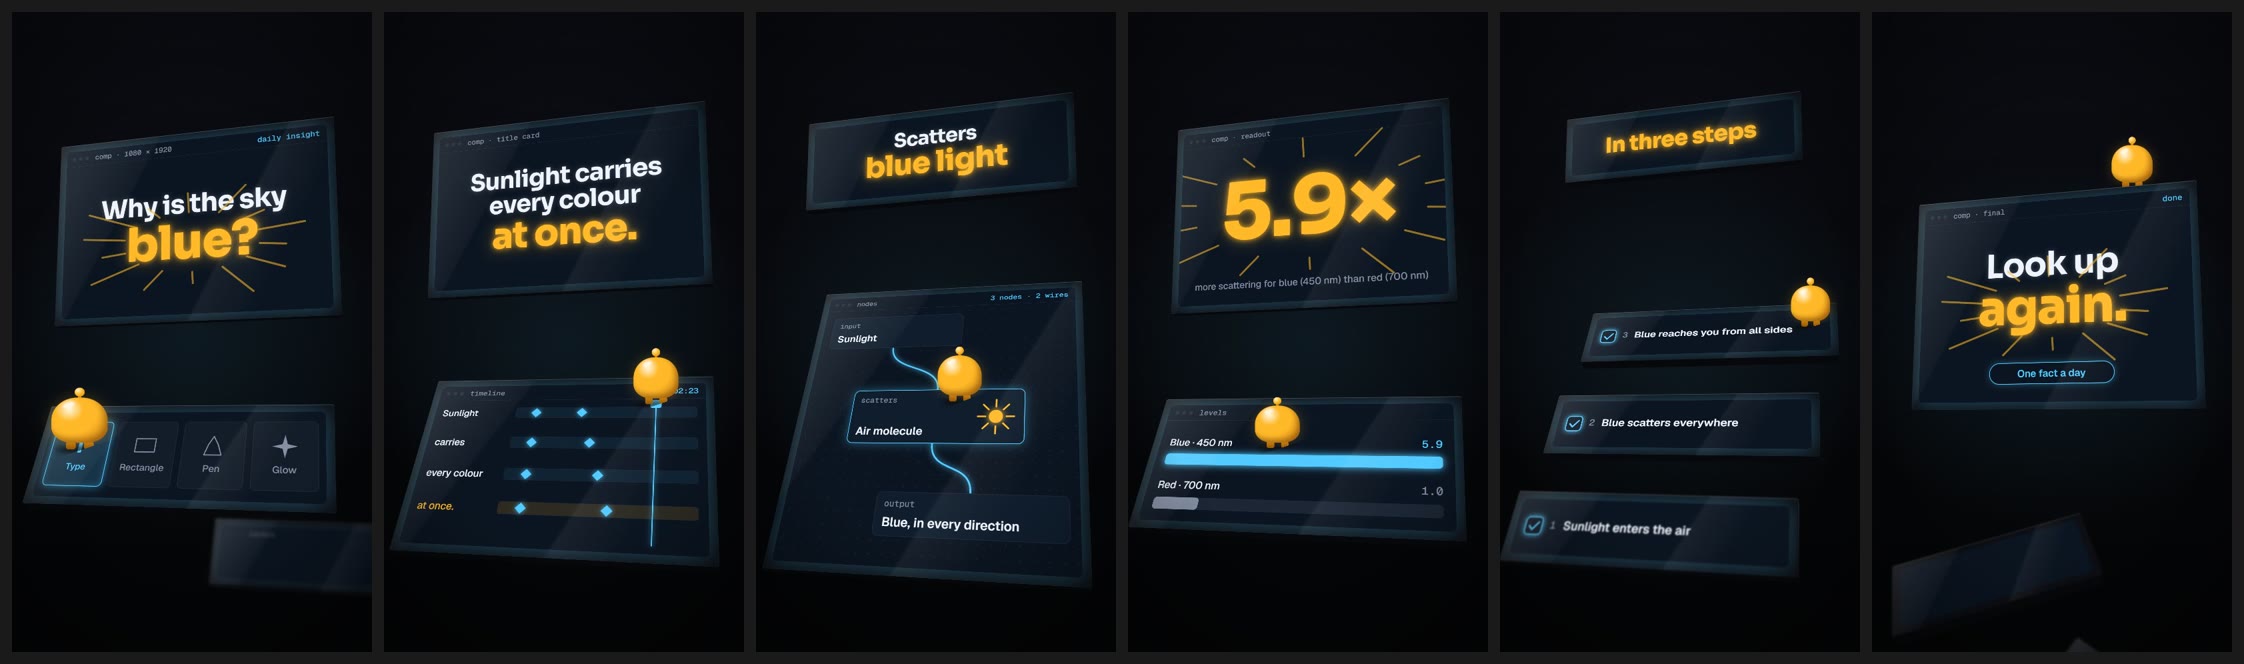 comp · 1080 × 1920
daily insight
Why is the sky
blue?
Type
Rectangle
Pen
Glow
comp · title card
Sunlight carries
every colour
at once.
timeline
2:23
Sunlight
carries
every colour
at once.
Scatters
blue light
nodes
3 nodes · 2 wires
input
Sunlight
scatters
Air molecule
output
Blue, in every direction
comp · readout
5.9×
more scattering for blue (450 nm) than red (700 nm)
levels
Blue · 450 nm
5.9
Red · 700 nm
1.0
In three steps
3 Blue reaches you from all sides
2 Blue scatters everywhere
1 Sunlight enters the air
comp · final
done
Look up
again.
One fact a day